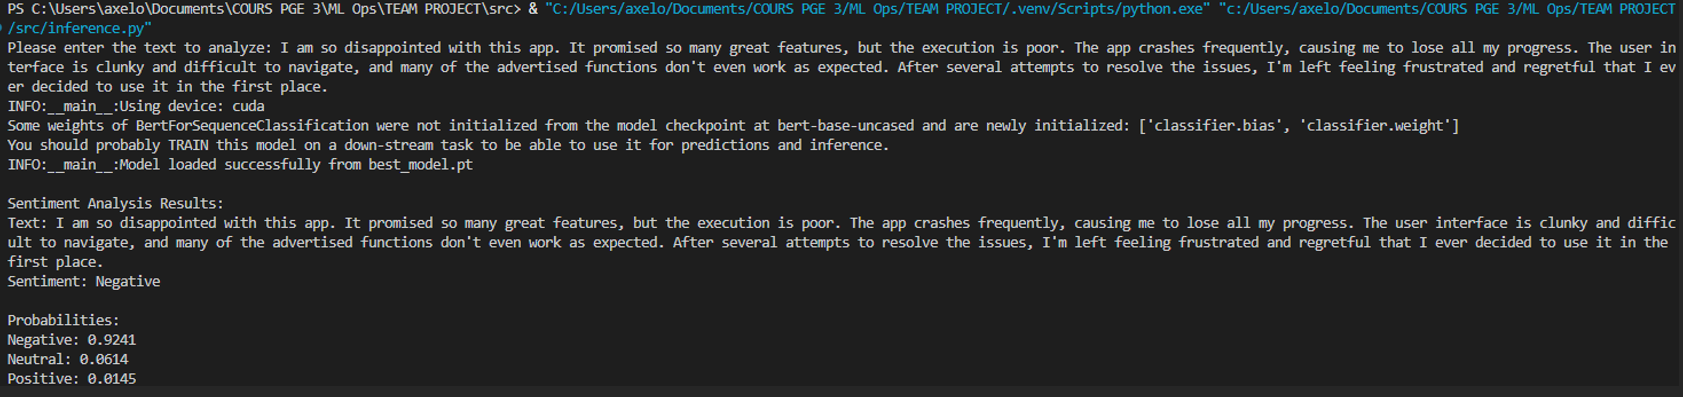 PS C:\Users\axelo\Documents\COURS PGE 3\ML Ops\TEAM PROJECT\src> & "C:/Users/axelo/Documents/COURS PGE 3/ML Ops/TEAM PROJECT/.venv/Scripts/python.exe" "c:/Users/axelo/Documents/COURS PGE 3/ML Ops/TEAM PROJECT
/src/inference.py"
Please enter the text to analyze: I am so disappointed with this app. It promised so many great features, but the execution is poor. The app crashes frequently, causing me to lose all my progress. The user in
terface is clunky and difficult to navigate, and many of the advertised functions don't even work as expected. After several attempts to resolve the issues, I'm left feeling frustrated and regretful that I ev
er decided to use it in the first place.
INFO:__main__:Using device: cuda
Some weights of BertForSequenceClassification were not initialized from the model checkpoint at bert-base-uncased and are newly initialized: ['classifier.bias', 'classifier.weight']
You should probably TRAIN this model on a down-stream task to be able to use it for predictions and inference.
INFO:__main__:Model loaded successfully from best_model.pt
Sentiment Analysis Results:
Text: I am so disappointed with this app. It promised so many great features, but the execution is poor. The app crashes frequently, causing me to lose all my progress. The user interface is clunky and diffic
ult to navigate, and many of the advertised functions don't even work as expected. After several attempts to resolve the issues, I'm left feeling frustrated and regretful that I ever decided to use it in the
first place.
Sentiment: Negative
Probabilities:
Negative: 0.9241
Neutral: 0.0614
Positive: 0.0145